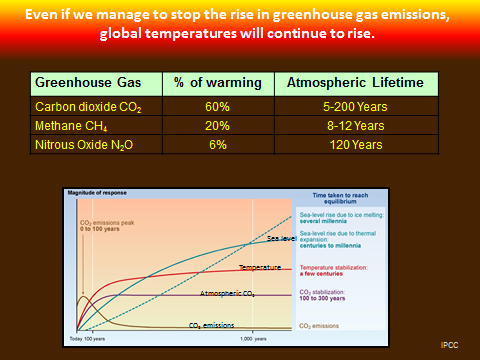 Even if we manage to stop the rise in greenhouse gas emissions,
global temperatures will continue to rise.
Greenhouse Gas % of warming Atmospheric Lifetime
Carbon dioxide CO₂ 60% 5-200 Years
Methane CH₄ 20% 8-12 Years
Nitrous Oxide N₂O 6% 120 Years
Magnitude of response
Time taken to reach
equilibrium
CO₂ emissions peak
0 to 100 years
Sea-level rise due to ice melting:
several millennia
Sea level
Sea-level rise due to thermal
expansion:
centuries to millennia
Temperature
Temperature stabilization:
a few centuries
Atmospheric CO₂
CO₂ stabilization:
100 to 300 years
CO₂ emissions
CO₂ emissions
Today 100 years 1,000 years
IPCC